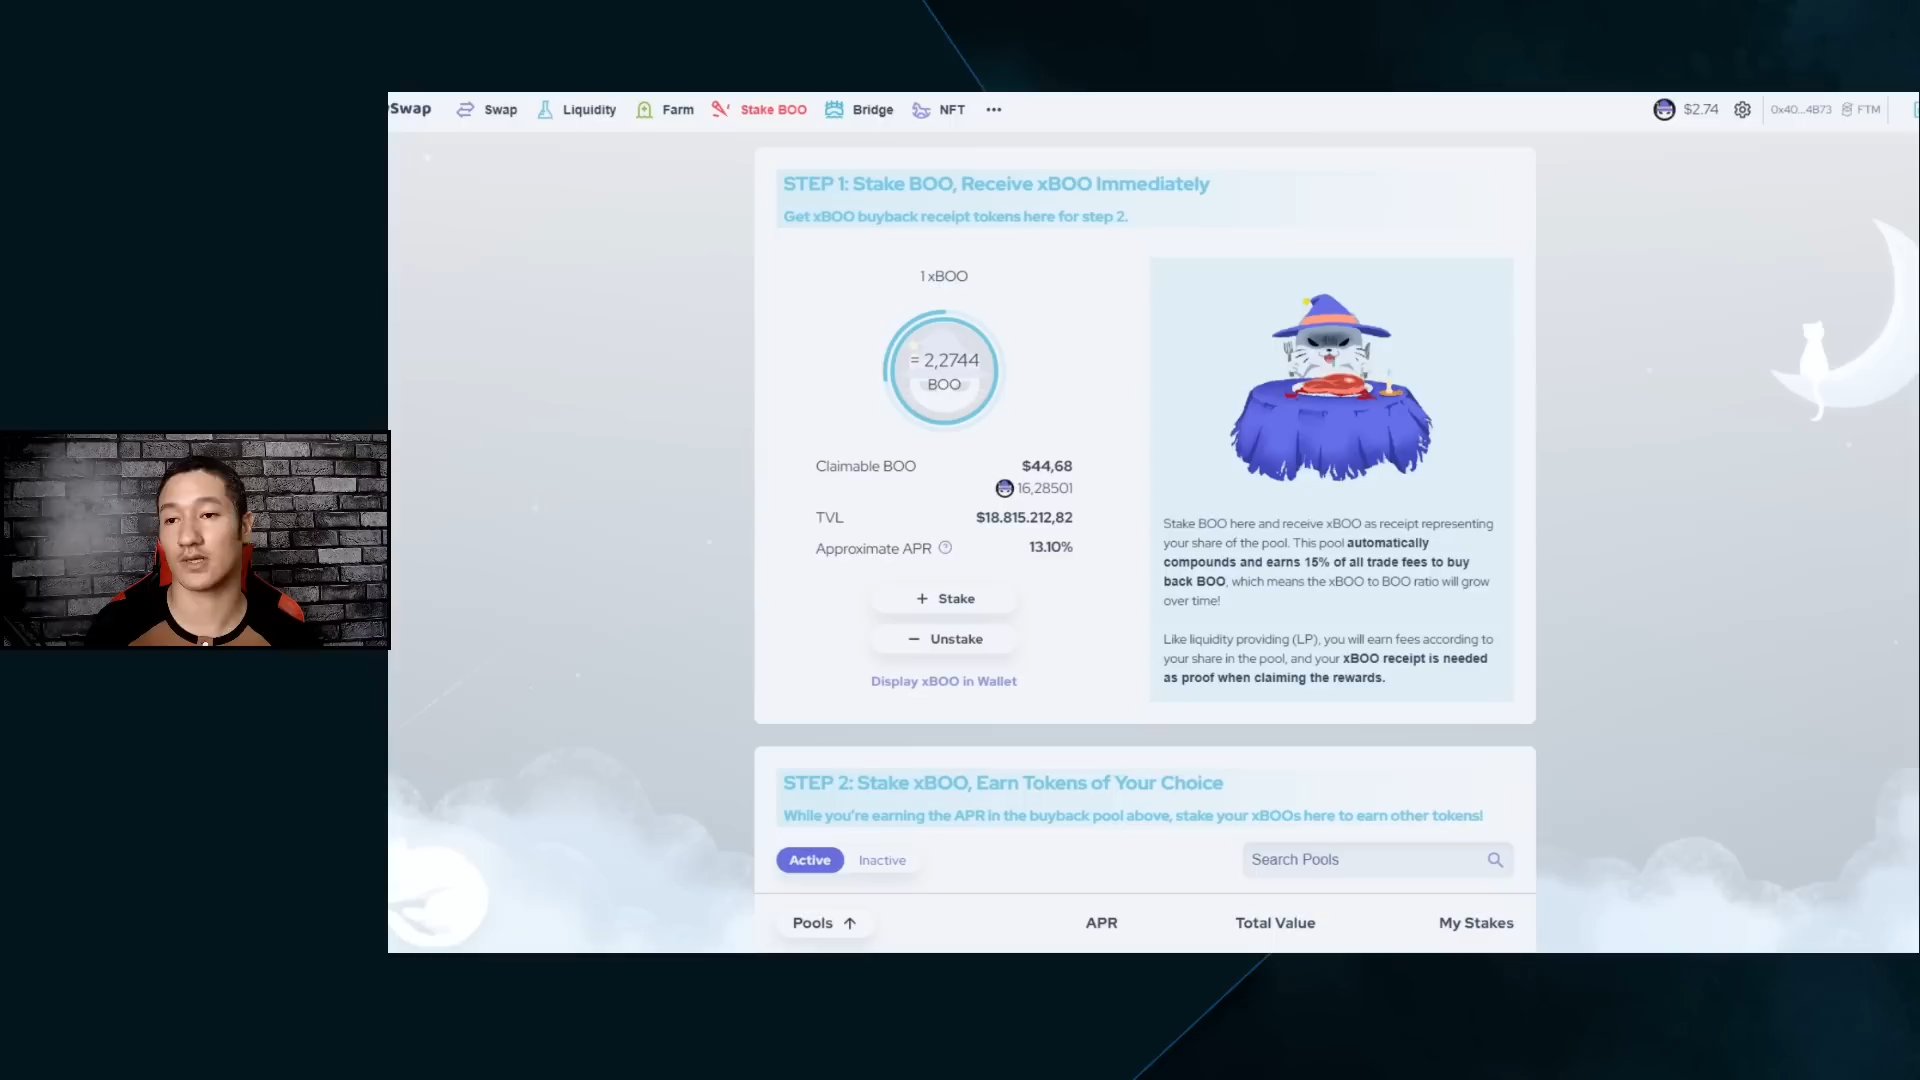 Swap
Swap
Liquidity
Farm
Stake BOO
Bridge
NFT
•••
$2.74
0x40...4B73
FTM
STEP 1: Stake BOO, Receive xBOO Immediately
Get xBOO buyback receipt tokens here for step 2.
1 xBOO
= 2,2744
BOO
Claimable BOO
$44,68
16,28501
TVL
$18.815.212,82
Approximate APR
13.10%
+ Stake
− Unstake
Display xBOO in Wallet
Stake BOO here and receive xBOO as receipt representing
your share of the pool. This pool automatically
compounds and earns 15% of all trade fees to buy
back BOO, which means the xBOO to BOO ratio will grow
over time!
Like liquidity providing (LP), you will earn fees according to
your share in the pool, and your xBOO receipt is needed
as proof when claiming the rewards.
STEP 2: Stake xBOO, Earn Tokens of Your Choice
While you're earning the APR in the buyback pool above, stake your xBOOs here to earn other tokens!
Active
Inactive
Search Pools
Pools ↑
APR
Total Value
My Stakes